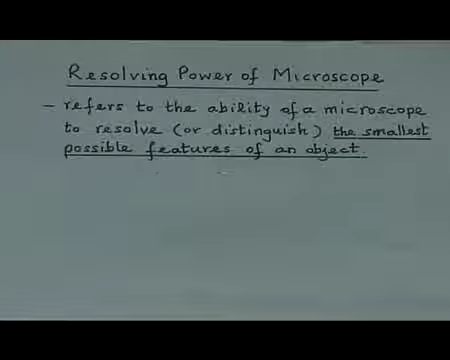 Resolving Power of Microscope
- refers to the ability of a microscope
to resolve (or distinguish) the smallest
possible features of an object.